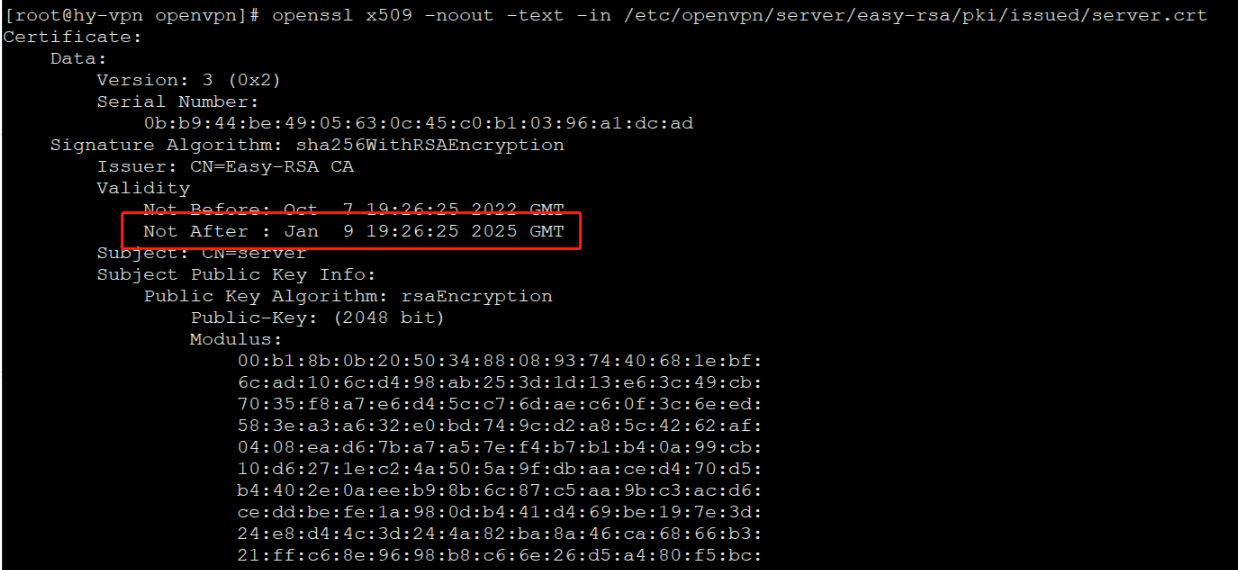 [root@hy-vpn openvpn]# openssl x509 -noout -text -in /etc/openvpn/server/easy-rsa/pki/issued/server.crt
Certificate:
    Data:
        Version: 3 (0x2)
        Serial Number:
            0b:b9:44:be:49:05:63:0c:45:c0:b1:03:96:a1:dc:ad
    Signature Algorithm: sha256WithRSAEncryption
        Issuer: CN=Easy-RSA CA
        Validity
            Not Before: Oct  7 19:26:25 2022 GMT
            Not After : Jan  9 19:26:25 2025 GMT
        Subject: CN=server
        Subject Public Key Info:
            Public Key Algorithm: rsaEncryption
                Public-Key: (2048 bit)
                Modulus:
                    00:b1:8b:0b:20:50:34:88:08:93:74:40:68:1e:bf:
                    6c:ad:10:6c:d4:98:ab:25:3d:1d:13:e6:3c:49:cb:
                    70:35:f8:a7:e6:d4:5c:c7:6d:ae:c6:0f:3c:6e:ed:
                    58:3e:a3:a6:32:e0:bd:74:9c:d2:a8:5c:42:62:af:
                    04:08:ea:d6:7b:a7:a5:7e:f4:b7:b1:b4:0a:99:cb:
                    10:d6:27:1e:c2:4a:50:5a:9f:db:aa:ce:d4:70:d5:
                    b4:40:2e:0a:ee:b9:8b:6c:87:c5:aa:9b:c3:ac:d6:
                    ce:dd:be:fe:1a:98:0d:b4:41:d4:69:be:19:7e:3d:
                    24:e8:d4:4c:3d:24:4a:82:ba:8a:46:ca:68:66:b3:
                    21:ff:c6:8e:96:98:b8:c6:6e:26:d5:a4:80:f5:bc: